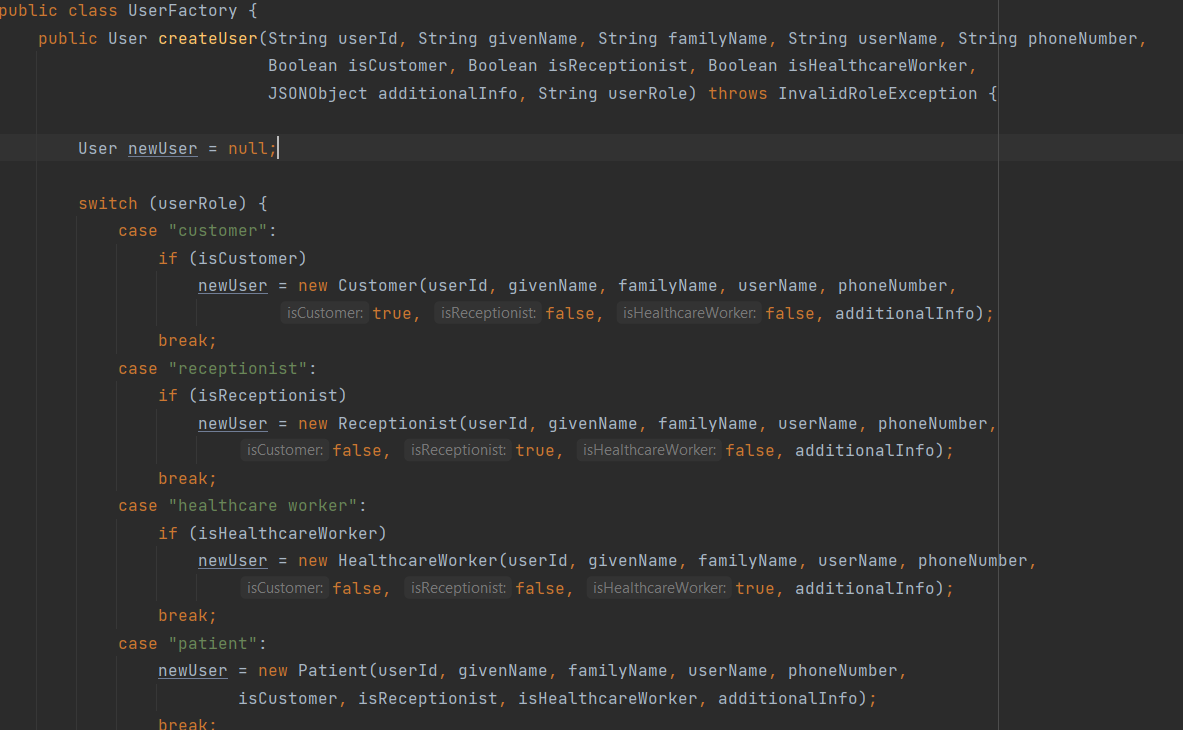 public class UserFactory {
public User createUser(String userId, String givenName, String familyName, String userName, String phoneNumber,
Boolean isCustomer, Boolean isReceptionist, Boolean isHealthcareWorker,
JSONObject additionalInfo, String userRole) throws InvalidRoleException {
User newUser = null;
switch (userRole) {
case "customer":
if (isCustomer)
newUser = new Customer(userId, givenName, familyName, userName, phoneNumber,
isCustomer: true, isReceptionist: false, isHealthcareWorker: false, additionalInfo);
break;
case "receptionist":
if (isReceptionist)
newUser = new Receptionist(userId, givenName, familyName, userName, phoneNumber,
isCustomer: false, isReceptionist: true, isHealthcareWorker: false, additionalInfo);
break;
case "healthcare worker":
if (isHealthcareWorker)
newUser = new HealthcareWorker(userId, givenName, familyName, userName, phoneNumber,
isCustomer: false, isReceptionist: false, isHealthcareWorker: true, additionalInfo);
break;
case "patient":
newUser = new Patient(userId, givenName, familyName, userName, phoneNumber,
isCustomer, isReceptionist, isHealthcareWorker, additionalInfo);
break;